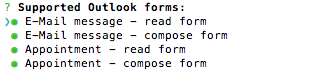 ? Supported Outlook forms:
❯◉ E-Mail message - read form
◉ E-Mail message - compose form
◉ Appointment - read form
◉ Appointment - compose form